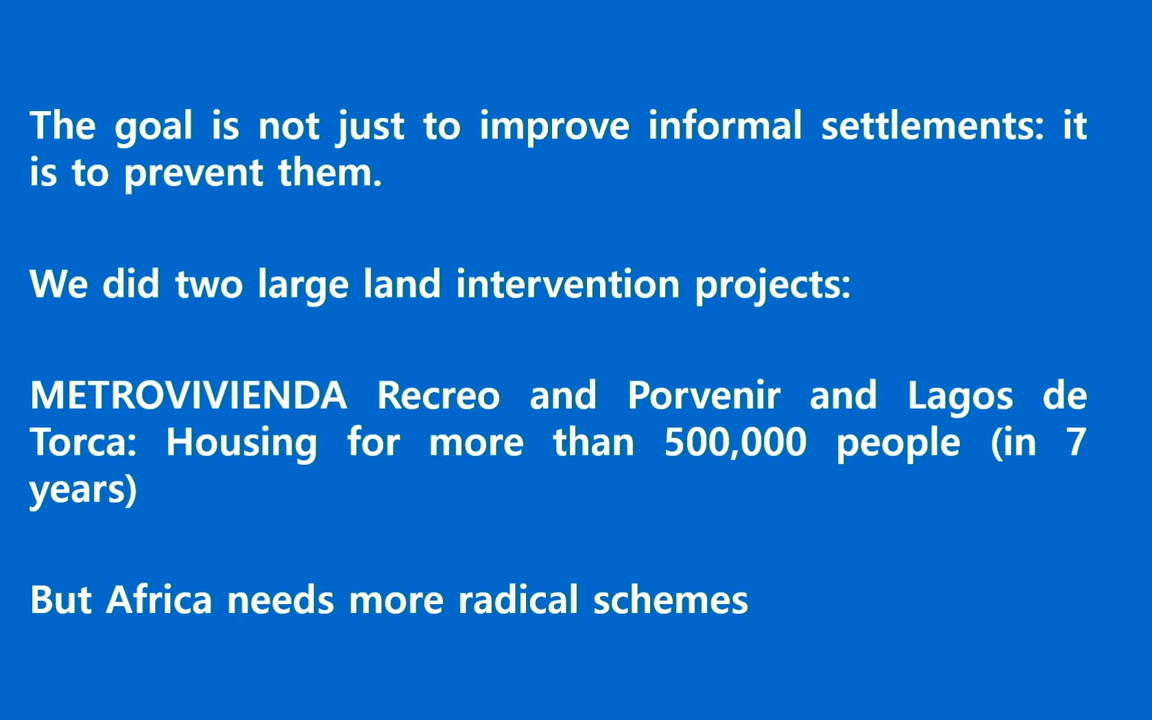 The goal is not just to improve informal settlements: it
is to prevent them.
We did two large land intervention projects:
METROVIVIENDA Recreo and Porvenir and Lagos de
Torca: Housing for more than 500,000 people (in 7
years)
But Africa needs more radical schemes